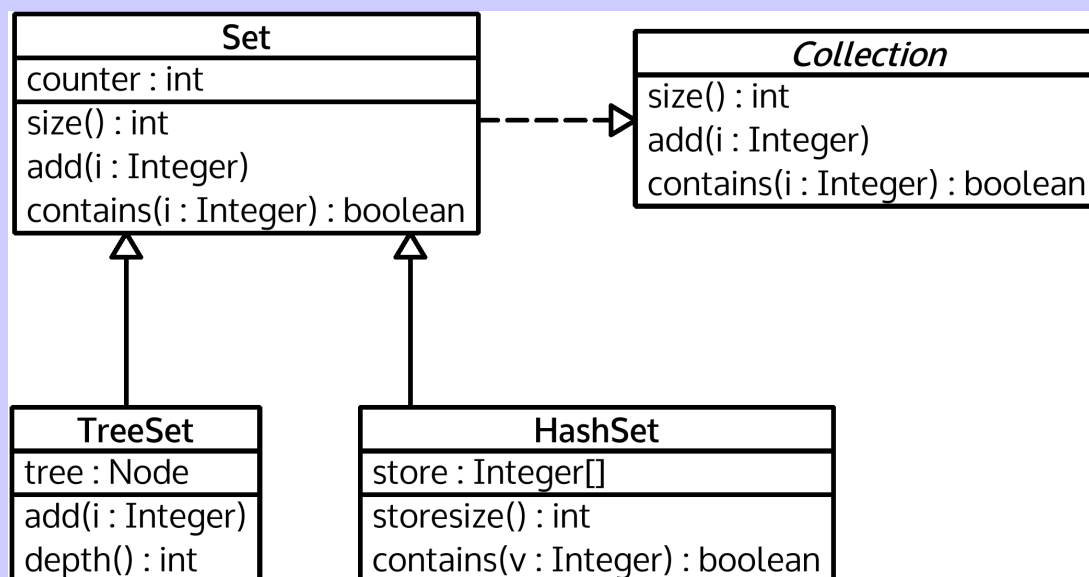 Set
counter : int
size() : int
add(i : Integer)
contains(i : Integer) : boolean
Collection
size() : int
add(i : Integer)
contains(i : Integer) : boolean
TreeSet
tree : Node
add(i : Integer)
depth() : int
HashSet
store : Integer[]
storesize() : int
contains(v : Integer) : boolean